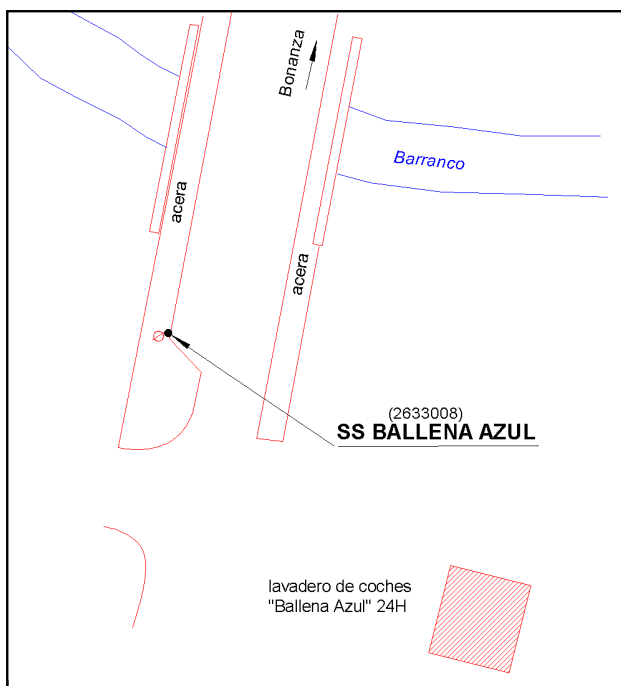 Bonanza
Barranco
acera
acera
(2633008)
SS BALLENA AZUL
lavadero de coches
"Ballena Azul" 24H